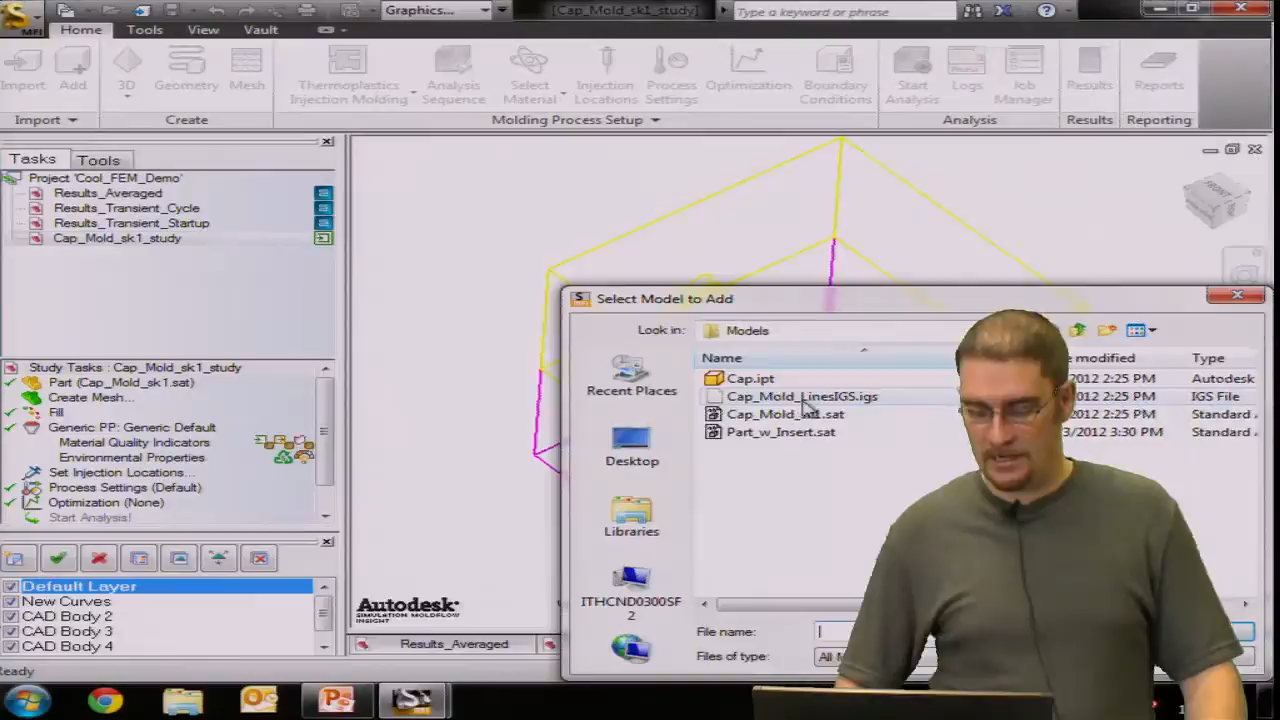 MFI
Graphics...
[Cap_Mold_sk1_study]
Type a keyword or phrase
Home
Tools
View
Vault
Import
Add
3D
Geometry
Mesh
Thermoplastics
Injection Molding
Analysis
Sequence
Select
Material
Injection
Locations
Process
Settings
Optimization
Boundary
Conditions
Start
Analysis
Logs
Job
Manager
Results
Reports
Import
Create
Molding Process Setup
Analysis
Results
Reporting
Tasks
Tools
Project 'Cool_FEM_Demo'
Results_Averaged
Results_Transient_Cycle
Results_Transient_Startup
Cap_Mold_sk1_study
FRONT
Select Model to Add
Look in:
Models
Recent Places
Desktop
Libraries
ITHCND0300SF
2
Name
modified
Type
Cap.ipt
2012 2:25 PM
Autodesk
Cap_Mold_LinesIGS.igs
2012 2:25 PM
IGS File
Cap_Mold_
.sat
2012 2:25 PM
Standard
Part_w_Insert.sat
3/2012 3:30 PM
Standard
File name:
Files of type:
All
Study Tasks : Cap_Mold_sk1_study
Part (Cap_Mold_sk1.sat)
Create Mesh...
Fill
Generic PP: Generic Default
Material Quality Indicators
Environmental Properties
Set Injection Locations...
Process Settings (Default)
Optimization (None)
Start Analysis!
Default Layer
New Curves
CAD Body 2
CAD Body 3
CAD Body 4
Autodesk
SIMULATION MOLDFLOW
INSIGHT
Results_Averaged
Ready